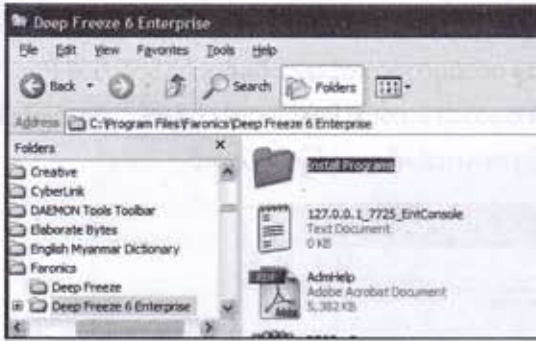 Deep Freeze 6 Enterprise
File Edit View Favorites Tools Help
Back Search Folders
Address C:\Program Files\Faronics\Deep Freeze 6 Enterprise
Folders x
Creative
CyberLink
DAEMON Tools Toolbar
Elaborate Bytes
English Myanmar Dictionary
Faronics
Deep Freeze
Deep Freeze 6 Enterprise
Install Programs
127.0.0.1_7725_EntConsole
Text Document
0 KB
AdmHelp
Adobe Acrobat Document
5,382 KB